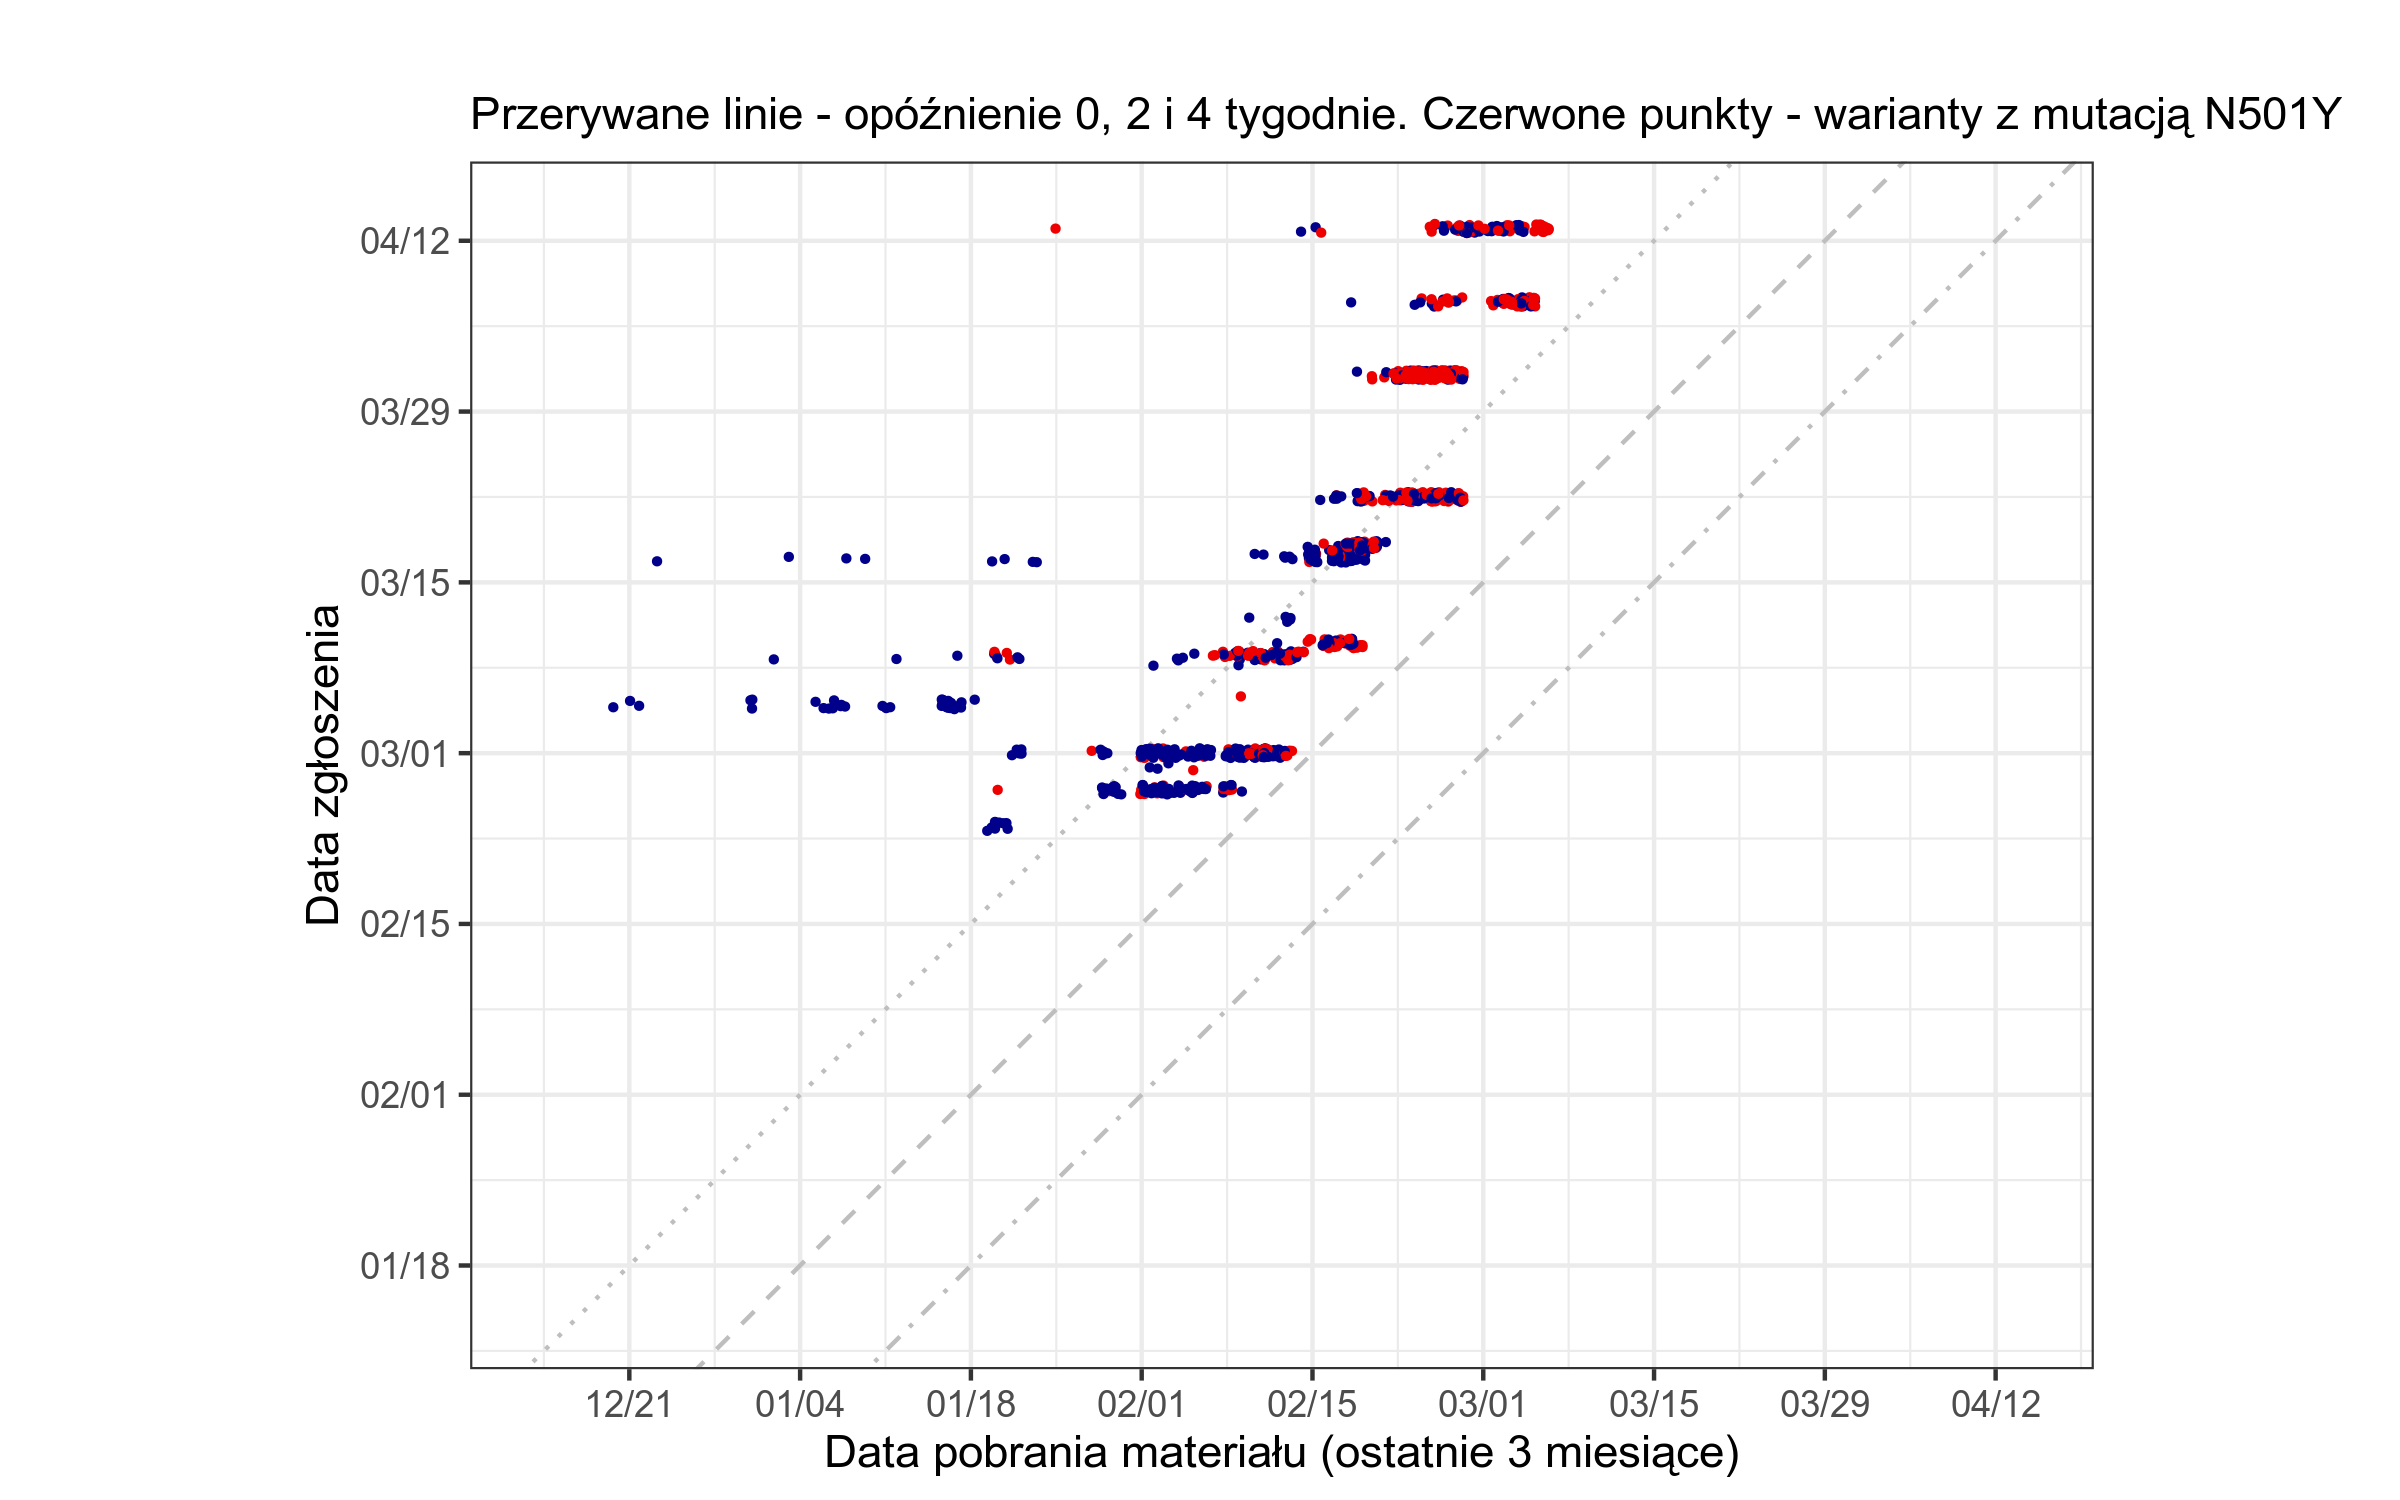 Przerywane linie - opóźnienie 0, 2 i 4 tygodnie. Czerwone punkty - warianty z mutacją N501Y
04/12
03/29
03/15
03/01
02/15
02/01
01/18
Data zgłoszenia
12/21 01/04 01/18 02/01 02/15 03/01 03/15 03/29 04/12
Data pobrania materiału (ostatnie 3 miesiące)